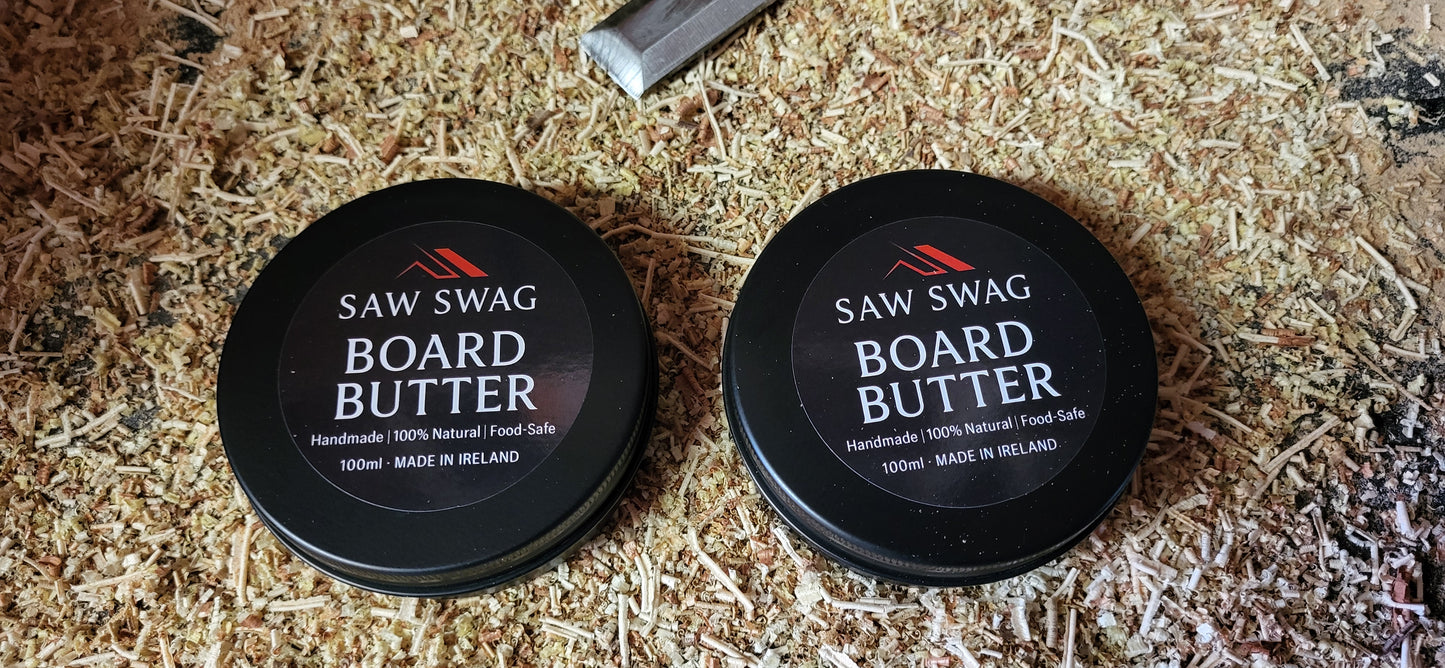 SAW SWAG
BOARD
BUTTER
Handmade | 100% Natural | Food-Safe
100ml · MADE IN IRELAND
SAW SWAG
BOARD
BUTTER
Handmade | 100% Natural | Food-Safe
100ml · MADE IN IRELAND